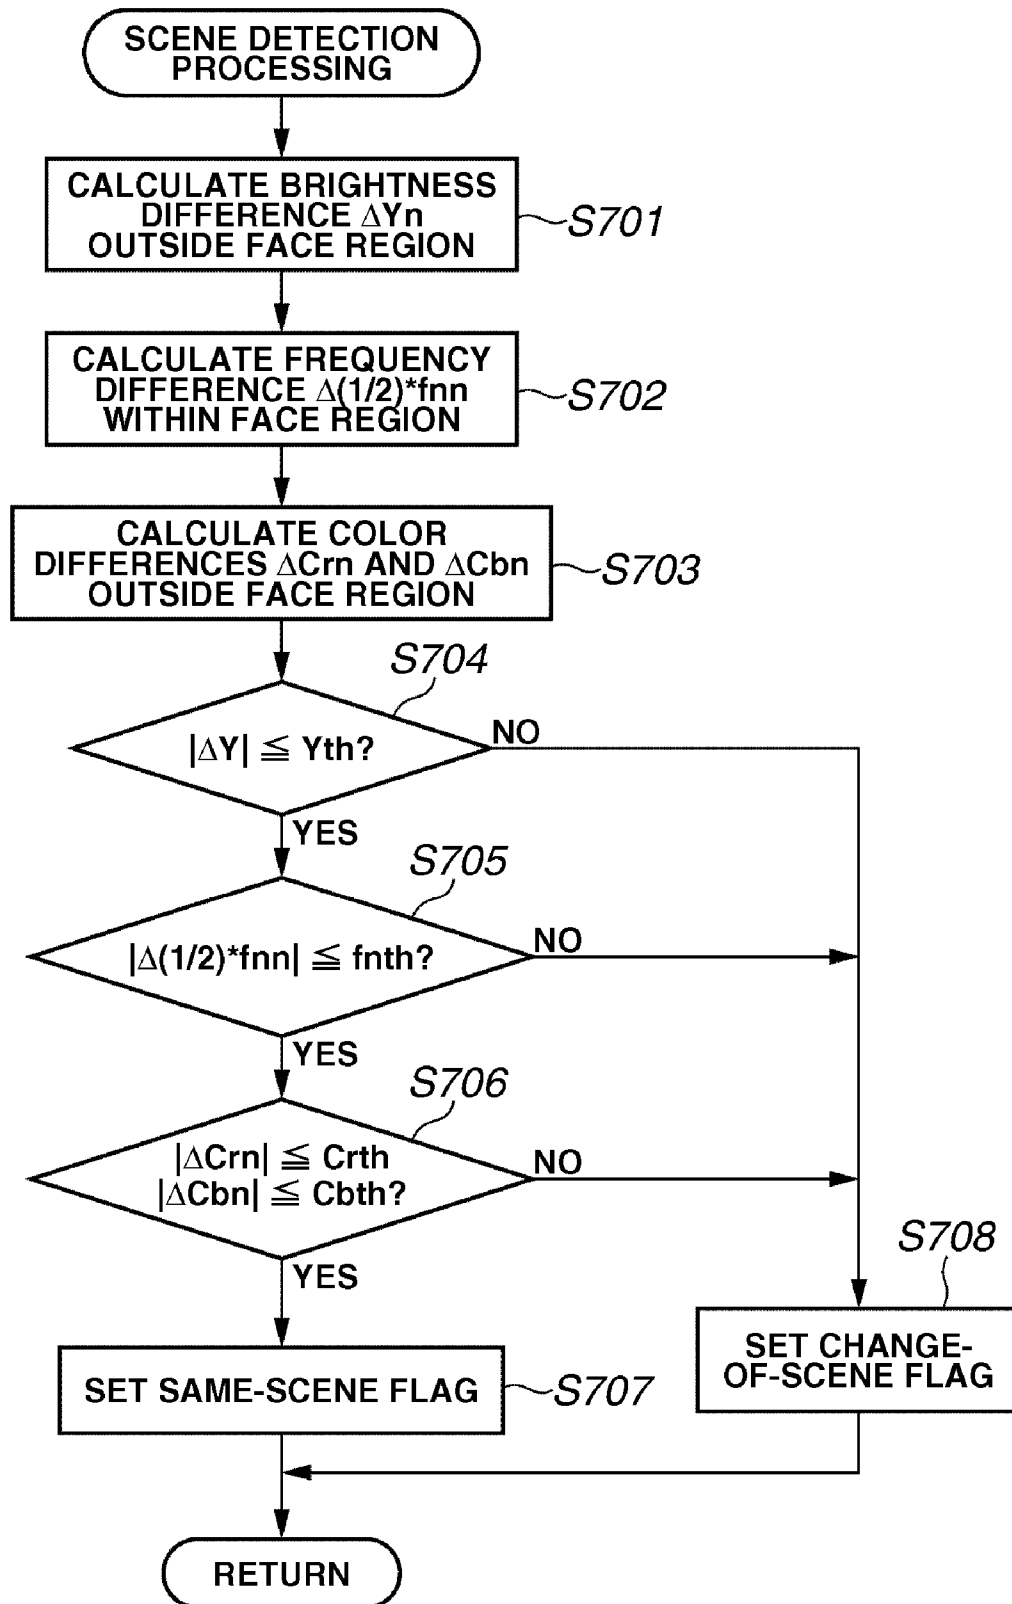 SCENE DETECTION
PROCESSING
CALCULATE BRIGHTNESS
DIFFERENCE ΔYn
OUTSIDE FACE REGION
S701
CALCULATE FREQUENCY
DIFFERENCE Δ(1/2)*fnn
WITHIN FACE REGION
S702
CALCULATE COLOR
DIFFERENCES ΔCrn AND ΔCbn
OUTSIDE FACE REGION
S703
S704
|ΔY| ≦ Yth?
NO
YES
S705
|Δ(1/2)*fnn| ≦ fnth?
NO
YES
S706
|ΔCrn| ≦ Crth
|ΔCbn| ≦ Cbth?
NO
YES
S708
SET CHANGE-
OF-SCENE FLAG
SET SAME-SCENE FLAG
S707
RETURN